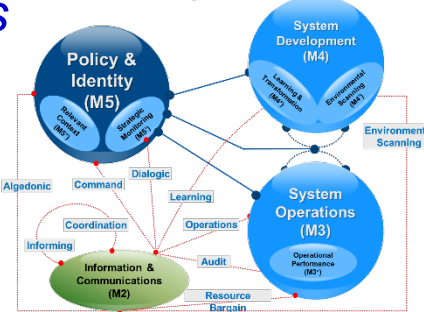 s
Policy &
Identity
(M5)
Relevant
Context
(M5*)
Strategic
Monitoring
(M5')
System
Development
(M4)
Learning &
Transformation
(M4*)
Environmental
Scanning
(M4')
Environment
Scanning
Algedonic
Command
Dialogic
Learning
Coordination
Informing
Operations
Audit
System
Operations
(M3)
Operational
Performance
(M3*)
Information &
Communications
(M2)
Resource
Bargain